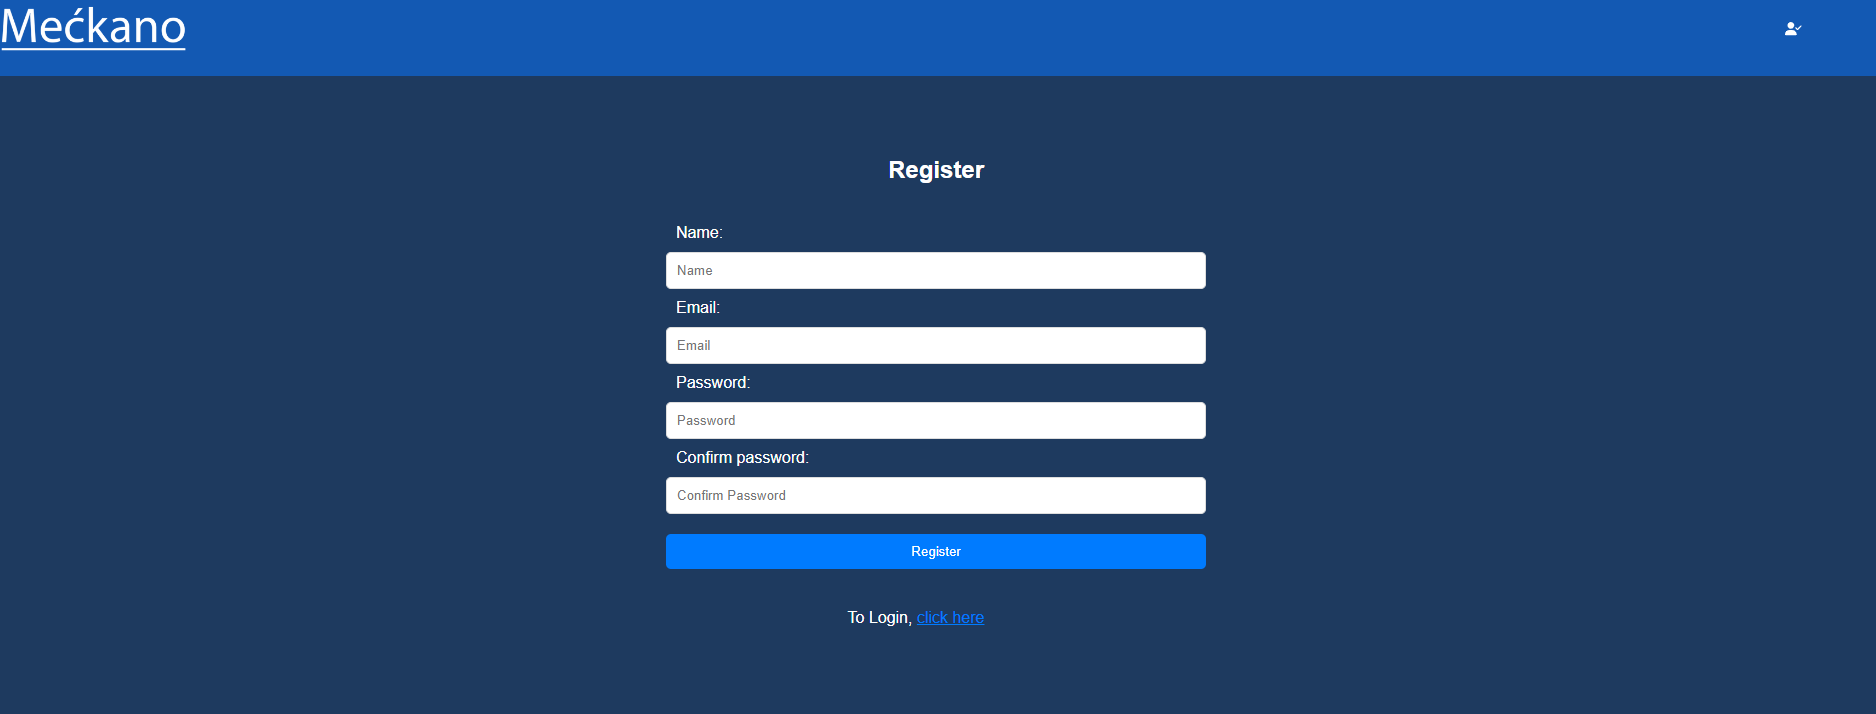 Mećkano
Register
Name:
Name
Email:
Email
Password:
Password
Confirm password:
Confirm Password
Register
To Login, click here